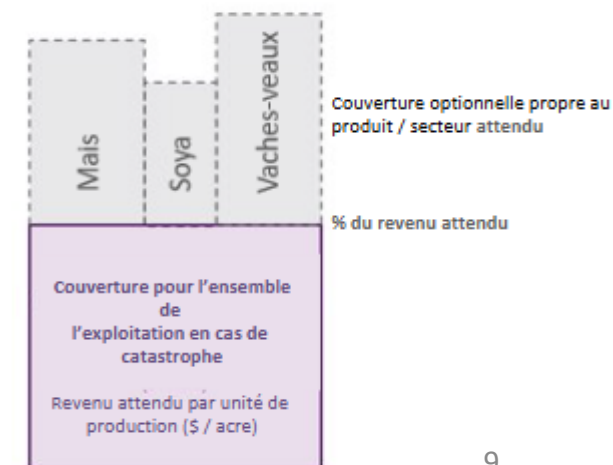 Mais
Soya
Vaches-veaux
Couverture optionnelle propre au
produit / secteur attendu
% du revenu attendu
Couverture pour l'ensemble
de
l'exploitation en cas de
catastrophe
Revenu attendu par unité de
production ($ / acre)
9